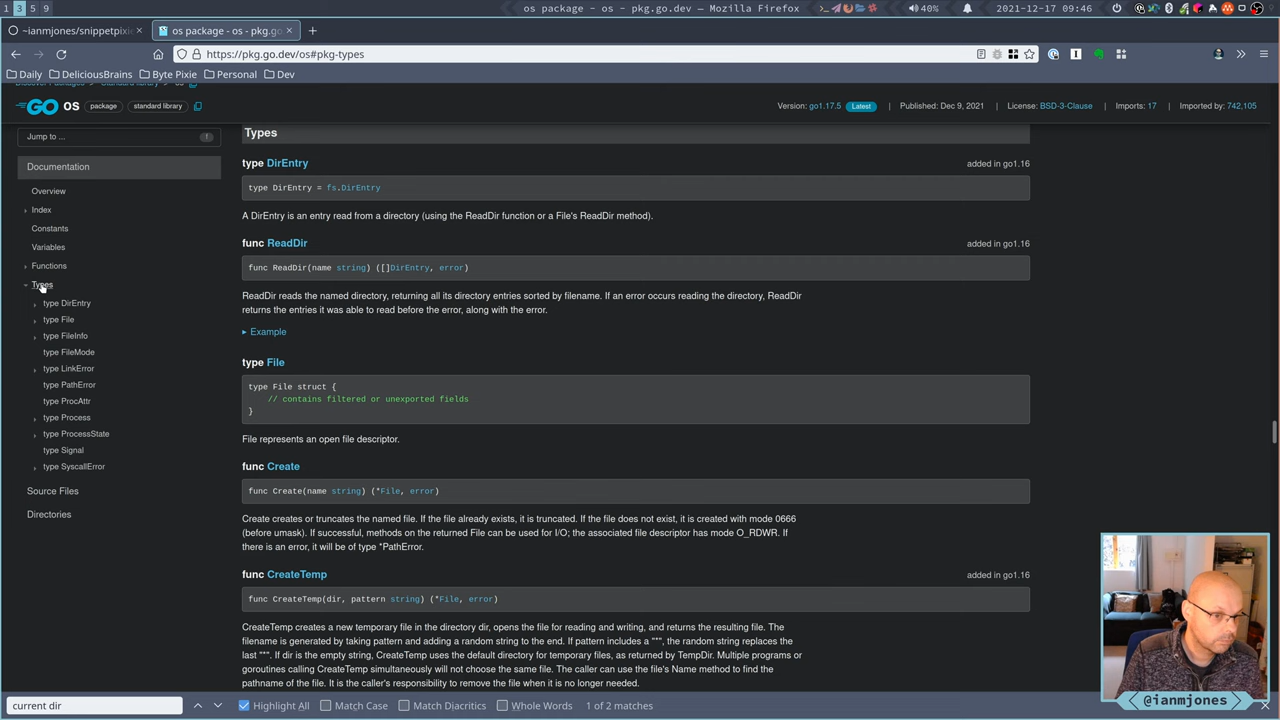 1 3 5 9
os package - os - pkg.go.dev — Mozilla Firefox
40%
2021-12-17
09:46
~ianmjones/snippetpixie
os package - os - pkg.go
https://pkg.go.dev/os#pkg-types
Daily DeliciousBrains Byte Pixie Personal Dev
GO os package standard library
Version: go1.17.5 Latest | Published: Dec 9, 2021 | License: BSD-3-Clause | Imports: 17 | Imported by: 742,105
Jump to ...
Documentation
Overview
Index
Constants
Variables
Functions
Types
type DirEntry
type File
type FileInfo
type FileMode
type LinkError
type PathError
type ProcAttr
type Process
type ProcessState
type Signal
type SyscallError
Source Files
Directories
Types
type DirEntry added in go1.16
type DirEntry = fs.DirEntry
A DirEntry is an entry read from a directory (using the ReadDir function or a File's ReadDir method).
func ReadDir added in go1.16
func ReadDir(name string) ([]DirEntry, error)
ReadDir reads the named directory, returning all its directory entries sorted by filename. If an error occurs reading the directory, ReadDir
returns the entries it was able to read before the error, along with the error.
Example
type File
type File struct {
// contains filtered or unexported fields
}
File represents an open file descriptor.
func Create
func Create(name string) (*File, error)
Create creates or truncates the named file. If the file already exists, it is truncated. If the file does not exist, it is created with mode 0666
(before umask). If successful, methods on the returned File can be used for I/O; the associated file descriptor has mode O_RDWR. If
there is an error, it will be of type *PathError.
func CreateTemp added in go1.16
func CreateTemp(dir, pattern string) (*File, error)
CreateTemp creates a new temporary file in the directory dir, opens the file for reading and writing, and returns the resulting file. The
filename is generated by taking pattern and adding a random string to the end. If pattern includes a "*", the random string replaces the
last "*". If dir is the empty string, CreateTemp uses the default directory for temporary files, as returned by TempDir. Multiple programs or
goroutines calling CreateTemp simultaneously will not choose the same file. The caller can use the file's Name method to find the
pathname of the file. It is the caller's responsibility to remove the file when it is no longer needed.
@ianmjones
current dir
Highlight All Match Case Match Diacritics Whole Words 1 of 2 matches